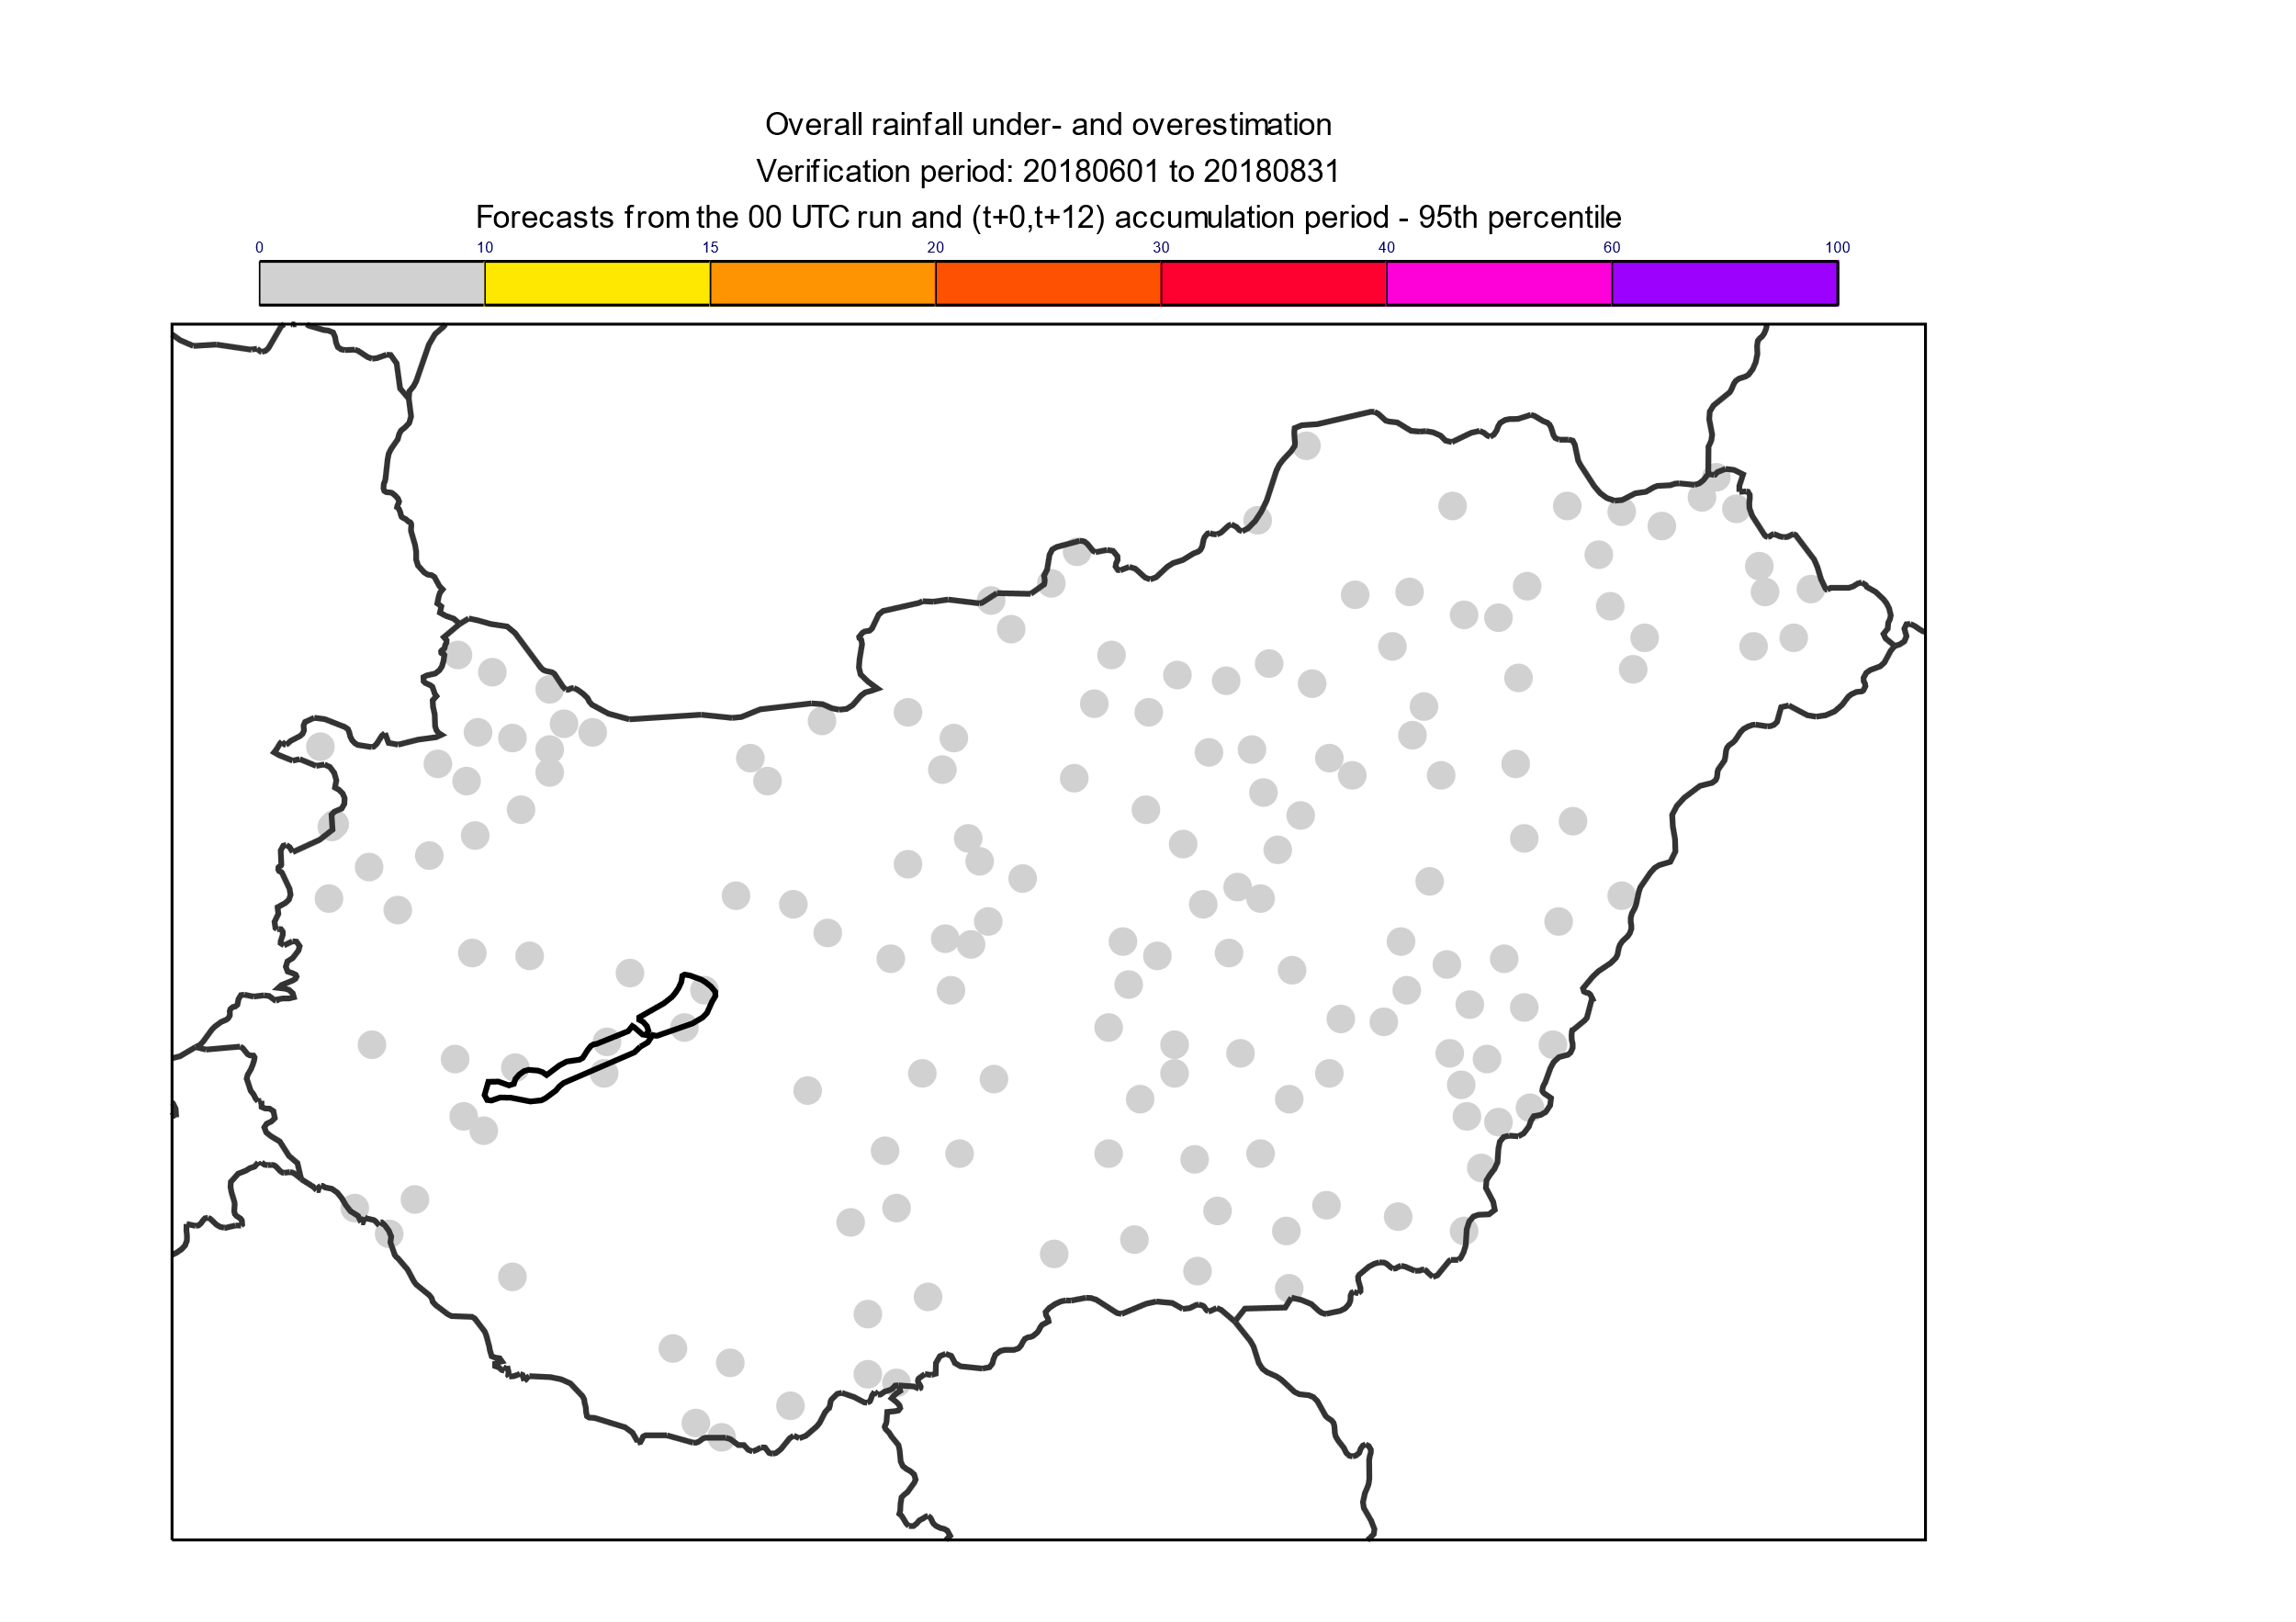 Overall rainfall under- and overestimation
Verification period: 20180601 to 20180831
Forecasts from the 00 UTC run and (t+0,t+12) accumulation period - 95th percentile
0 10 15 20 30 40 60 100